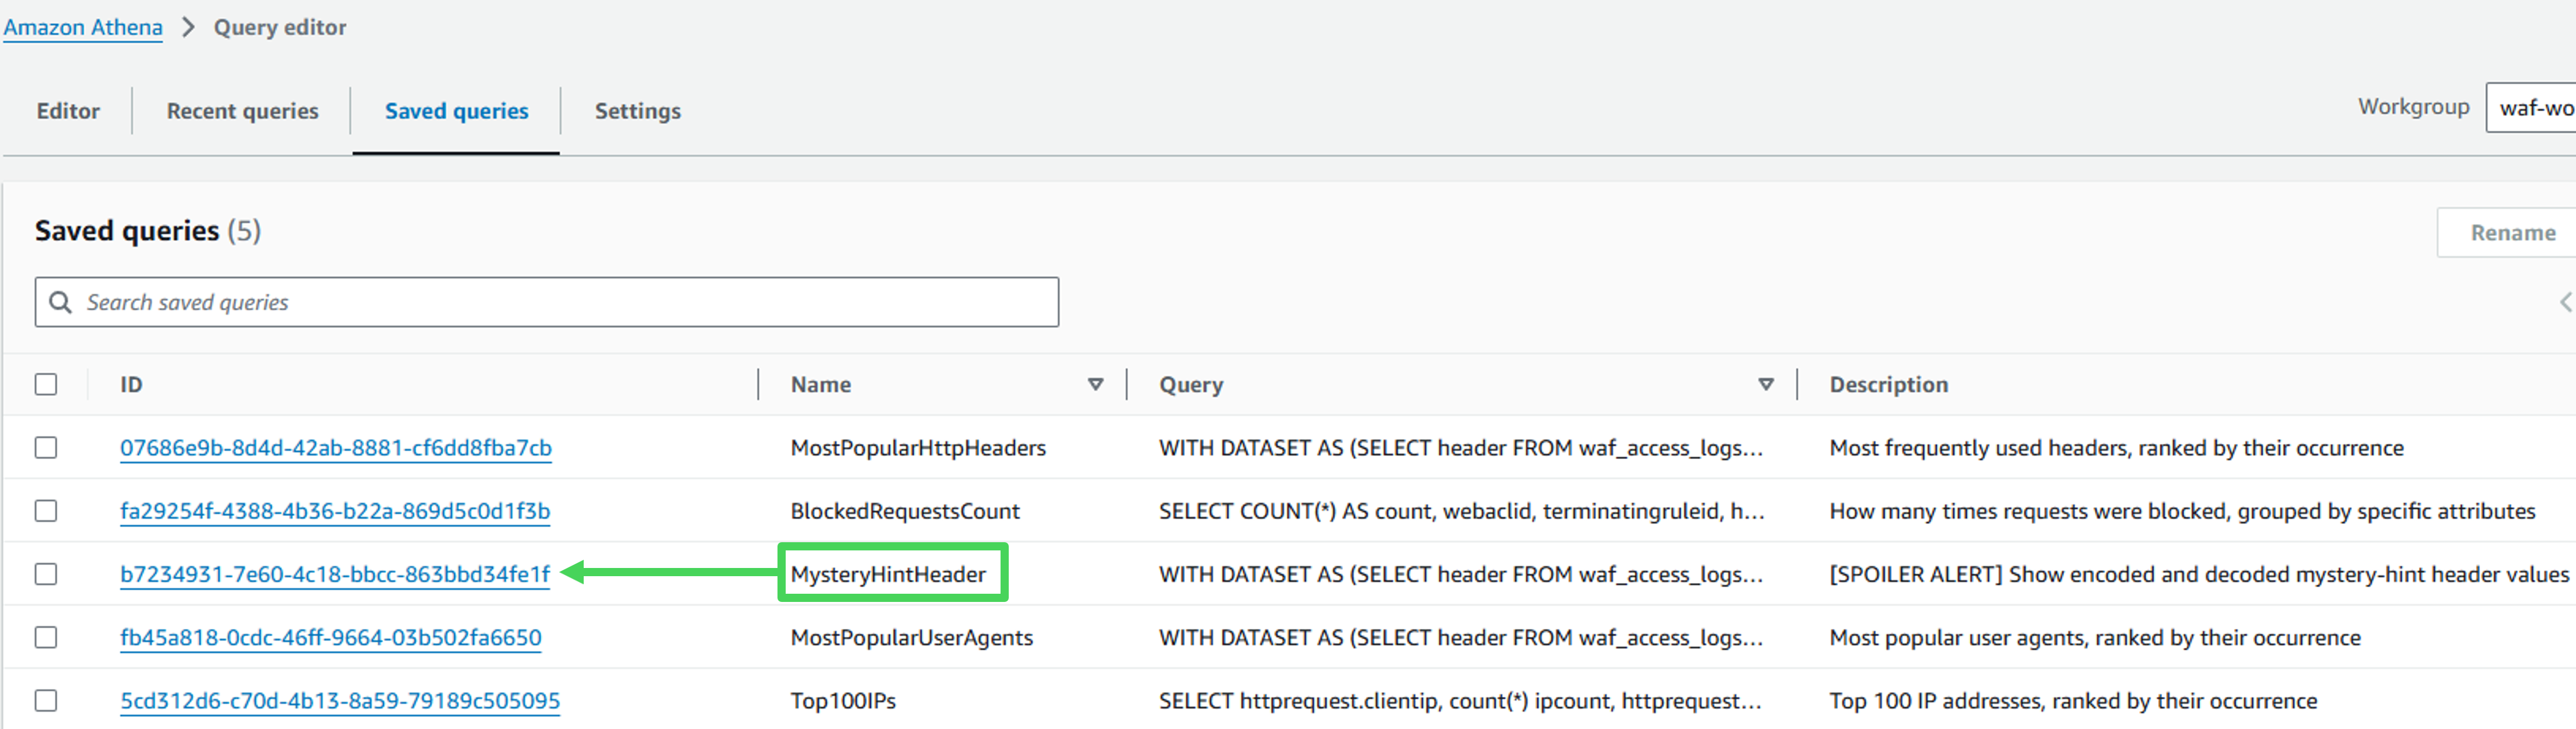 Amazon Athena > Query editor
Editor Recent queries Saved queries Settings Workgroup waf-wo
Saved queries (5) Rename
Search saved queries
ID Name Query Description
07686e9b-8d4d-42ab-8881-cf6dd8fba7cb MostPopularHttpHeaders WITH DATASET AS (SELECT header FROM waf_access_logs... Most frequently used headers, ranked by their occurrence
fa29254f-4388-4b36-b22a-869d5c0d1f3b BlockedRequestsCount SELECT COUNT(*) AS count, webaclid, terminatingruleid, h... How many times requests were blocked, grouped by specific attributes
b7234931-7e60-4c18-bbcc-863bbd34fe1f MysteryHintHeader WITH DATASET AS (SELECT header FROM waf_access_logs... [SPOILER ALERT] Show encoded and decoded mystery-hint header values
fb45a818-0cdc-46ff-9664-03b502fa6650 MostPopularUserAgents WITH DATASET AS (SELECT header FROM waf_access_logs... Most popular user agents, ranked by their occurrence
5cd312d6-c70d-4b13-8a59-79189c505095 Top100IPs SELECT httprequest.clientip, count(*) ipcount, httprequest... Top 100 IP addresses, ranked by their occurrence